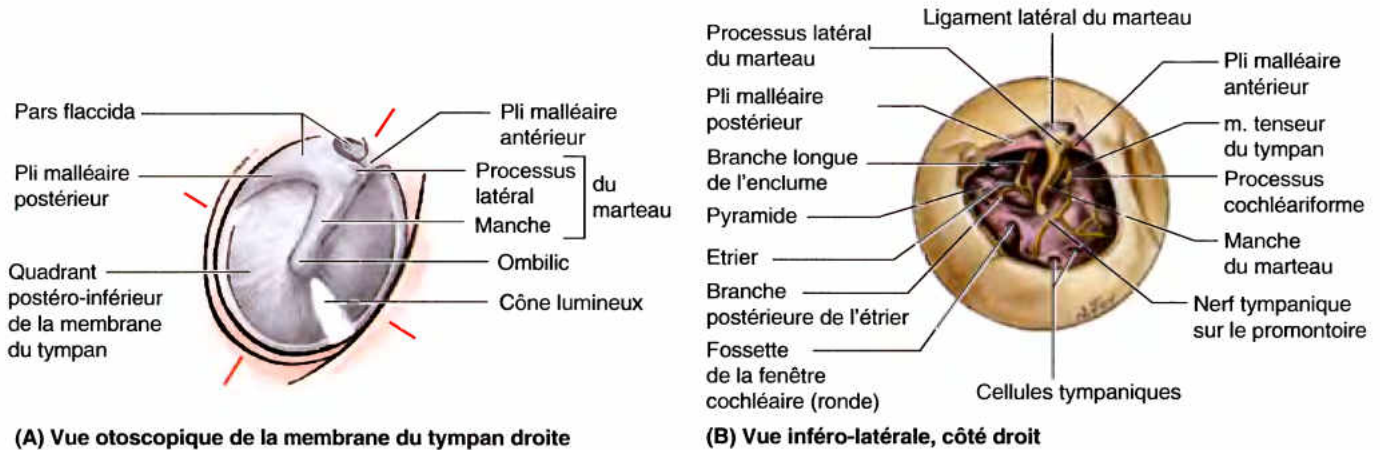 Pars flaccida
Pli malléaire
postérieur
Quadrant
postéro-inférieur
de la membrane
du tympan
Pli malléaire
antérieur
Processus
latéral
Manche
du
marteau
Ombilic
Cône lumineux
(A) Vue otoscopique de la membrane du tympan droite
Ligament latéral du marteau
Processus latéral
du marteau
Pli malléaire
postérieur
Branche longue
de l'enclume
Pyramide
Etrier
Branche
postérieure de l'étrier
Fossette
de la fenêtre
cochléaire (ronde)
Pli malléaire
antérieur
m. tenseur
du tympan
Processus
cochléariforme
Manche
du marteau
Nerf tympanique
sur le promontoire
Cellules tympaniques
(B) Vue inféro-latérale, côté droit